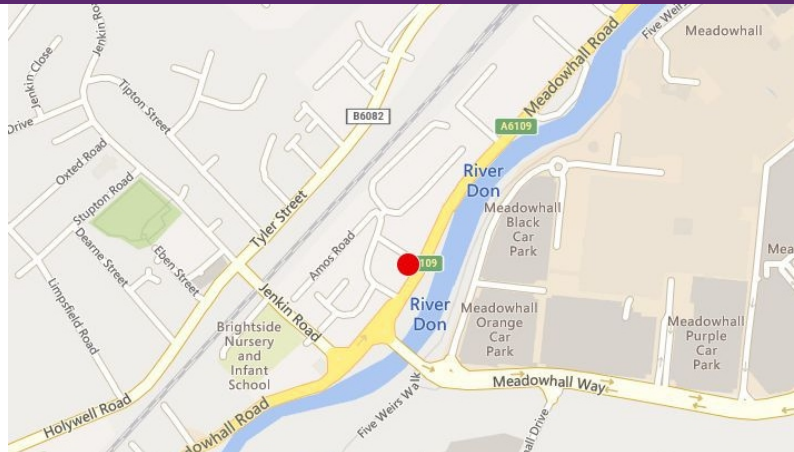 Five Weirs
Meadowhall
Jenkin Road
Jenkin Close
Meadowhall Road
Tipton Street
B6082
A6109
Drive
Oxted Road
River
Don
Stupton Road
Tyler Street
Meadowhall
Black
Car
Park
Amos Road
Dearne Street
Eben Street
109
Limpsfield Road
Jenkin Road
River
Don
Meadowhall
Orange
Car
Park
Meadowhall
Purple
Car
Park
Brightside
Nursery
and
Infant
School
Meadowhall Way
Five Weirs Walk
Holywell Road
adowhall Road
all Drive